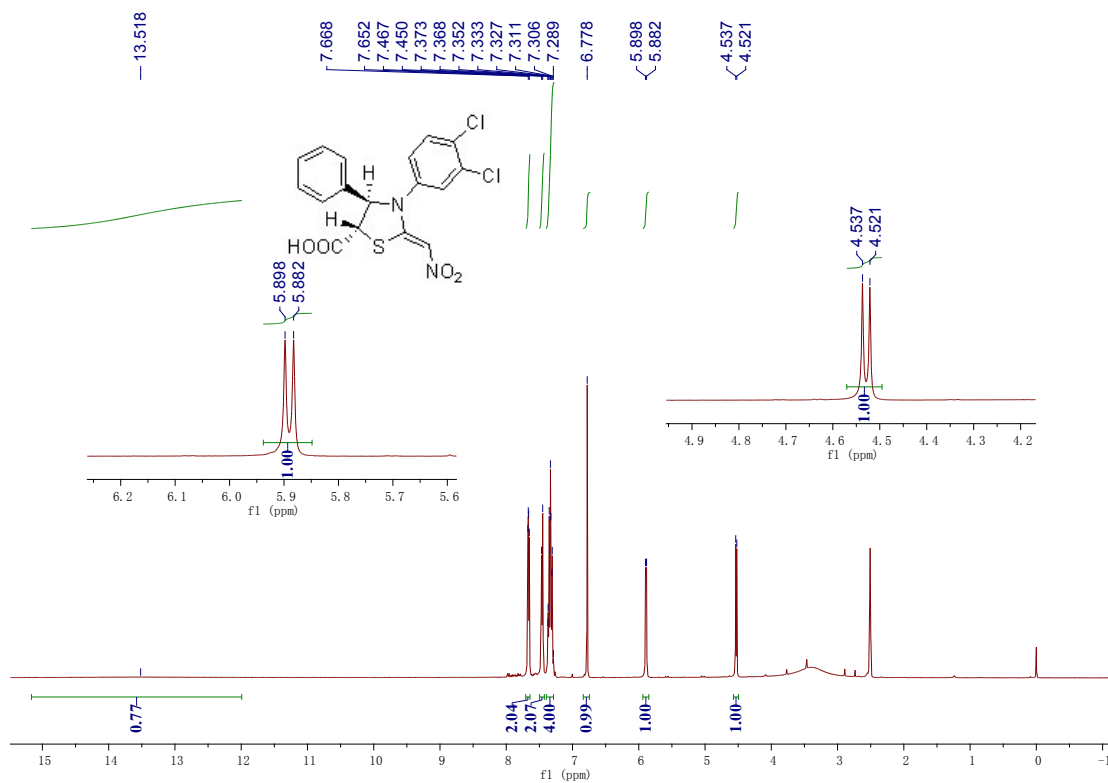 13.518
7.668
7.652
7.467
7.450
7.373
7.368
7.352
7.333
7.327
7.311
7.306
7.289
6.778
5.898
5.882
4.537
4.521
Cl
Cl
H
N
H
HOOC
S
NO2
5.898
5.882
1.00
6.2 6.1 6.0 5.9 5.8 5.7 5.6
f1 (ppm)
4.537
4.521
1.00
4.9 4.8 4.7 4.6 4.5 4.4 4.3 4.2
f1 (ppm)
0.77
2.04
2.07
4.00
0.99
1.00
1.00
15 14 13 12 11 10 9 8 7 6 5 4 3 2 1 0 -1
f1 (ppm)